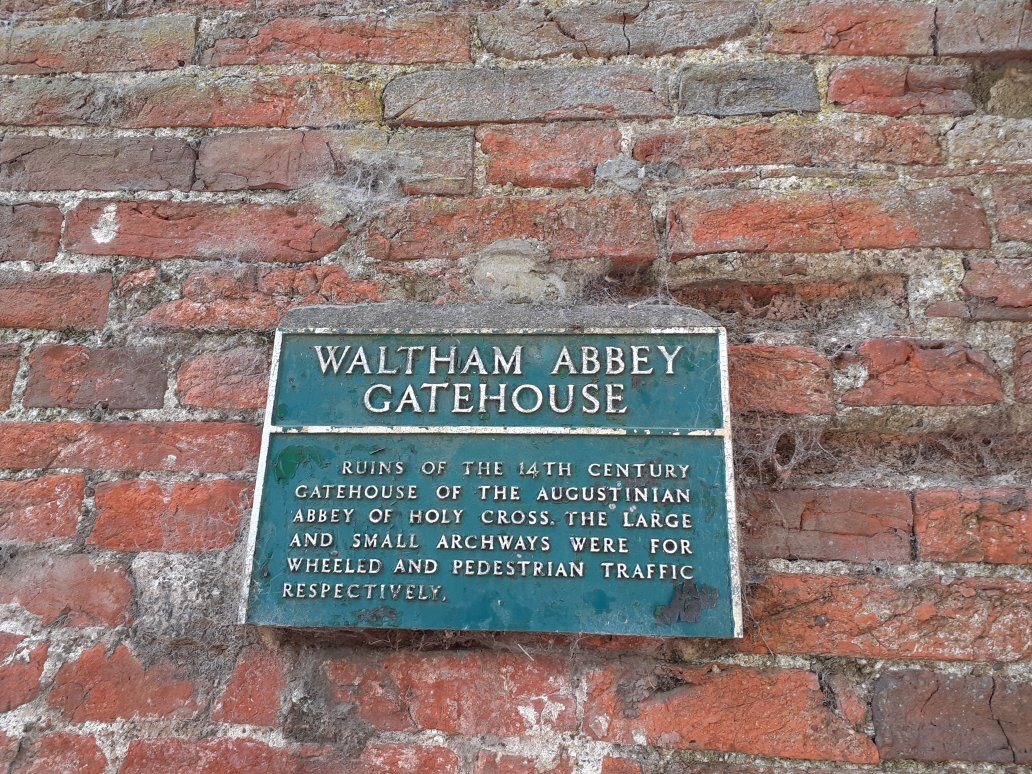 WALTHAM ABBEY
GATEHOUSE
RUINS OF THE 14TH CENTURY
GATEHOUSE OF THE AUGUSTINIAN
ABBEY OF HOLY CROSS. THE LARGE
AND SMALL ARCHWAYS WERE FOR
WHEELED AND PEDESTRIAN TRAFFIC
RESPECTIVELY.